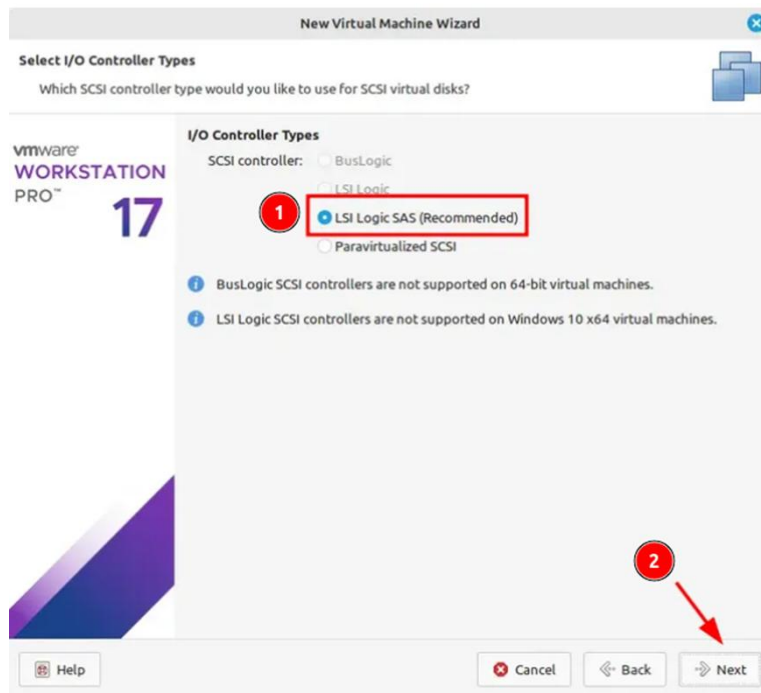 New Virtual Machine Wizard
Select I/O Controller Types
Which SCSI controller type would you like to use for SCSI virtual disks?
vmware
WORKSTATION
PRO™
17
I/O Controller Types
SCSI controller:
BusLogic
LSI Logic
1
LSI Logic SAS (Recommended)
Paravirtualized SCSI
BusLogic SCSI controllers are not supported on 64-bit virtual machines.
LSI Logic SCSI controllers are not supported on Windows 10 x64 virtual machines.
2
Help
Cancel
Back
Next